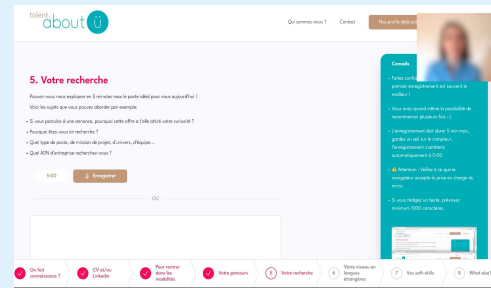 talent
about ü
Qui sommes-nous ?
Contact
Nos profils déjà
5. Votre recherche
Pouvez-vous nous expliquer en 5 minutes max le poste idéal pour vous aujourd'hui !
Voici les sujets que vous pouvez aborder par exemple:
- Si vous postulez à une annonce, pourquoi cette offre a t'elle attiré votre curiosité ?
- Pourquoi êtes-vous en recherche ?
- Quel type de poste, de mission de projet, d'univers, d'équipe ...
- Quel ADN d'entreprise recherchez-vous ?
5:00
Enregistrer
OU
Conseils
- Faites
premier enregistrement est souvent le
meilleur !
- Vous avez quand même la possibilité de
recommencer plusieurs fois :-)
- L'enregistrement doit durer 5 mn max,
gardez un œil sur le compteur.
l'enregistrement s'arrêtera
automatiquement à 0:00
- ⚠ Attention : Veillez à ce que le
navigateur accepte la prise en charge du
micro
- Si vous rédigez un texte, prévoyez
minimum 1000 caractères.
On fait
connaissance ?
CV et/ou
Linkedin
Pour rentrer
dans les
modalités
Votre parcours
5
Votre recherche
6
Votre niveau en
langues
étrangères
7
Vos soft-skills
8
What else?